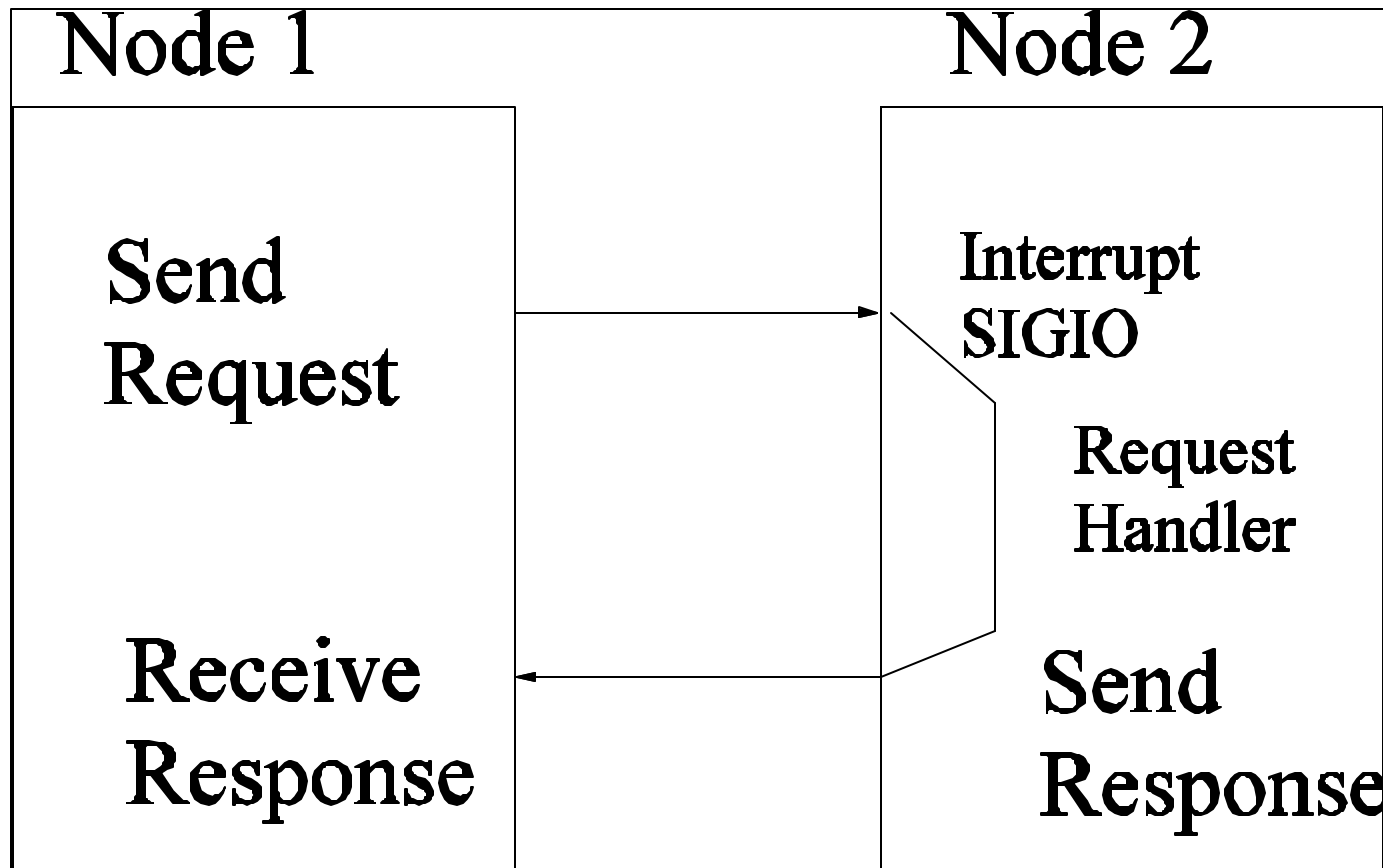 Node 1
Node 2
Send
Request
Interrupt
SIGIO
Request
Handler
Receive
Response
Send
Response